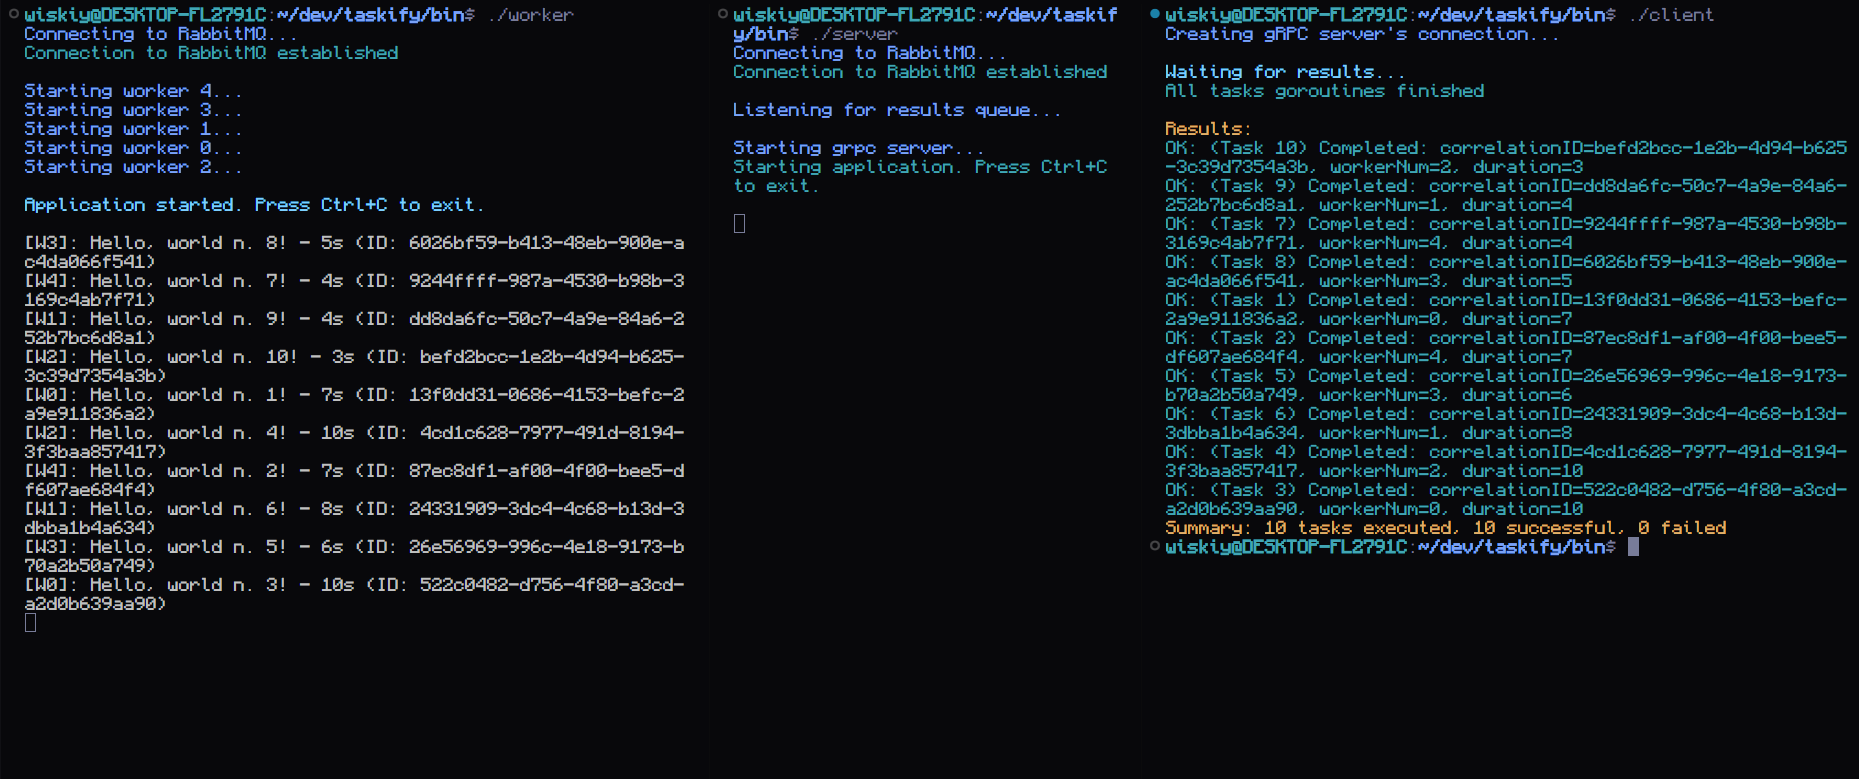 wiskiy@DESKTOP-FL2791C:~/dev/taskify/bin$ ./worker
Connecting to RabbitMQ...
Connection to RabbitMQ established
Starting worker 4...
Starting worker 3...
Starting worker 1...
Starting worker 0...
Starting worker 2...
Application started. Press Ctrl+C to exit.
[W3]: Hello, world n. 8! - 5s (ID: 6026bf59-b413-48eb-900e-a
c4da066f541)
[W4]: Hello, world n. 7! - 4s (ID: 9244ffff-987a-4530-b98b-3
169c4ab7f71)
[W1]: Hello, world n. 9! - 4s (ID: dd8da6fc-50c7-4a9e-84a6-2
52b7bc6d8a1)
[W2]: Hello, world n. 10! - 3s (ID: befd2bcc-1e2b-4d94-b625-
3c39d7354a3b)
[W0]: Hello, world n. 1! - 7s (ID: 13f0dd31-0686-4153-befc-2
a9e911836a2)
[W2]: Hello, world n. 4! - 10s (ID: 4cd1c628-7977-491d-8194-
3f3baa857417)
[W4]: Hello, world n. 2! - 7s (ID: 87ec8df1-af00-4f00-bee5-d
f607ae684f4)
[W1]: Hello, world n. 6! - 8s (ID: 24331909-3dc4-4c68-b13d-3
dbba1b4a634)
[W3]: Hello, world n. 5! - 6s (ID: 26e56969-996c-4e18-9173-b
70a2b50a749)
[W0]: Hello, world n. 3! - 10s (ID: 522c0482-d756-4f80-a3cd-
a2d0b639aa90)
wiskiy@DESKTOP-FL2791C:~/dev/taskif
y/bin$ ./server
Connecting to RabbitMQ...
Connection to RabbitMQ established
Listening for results queue...
Starting grpc server...
Starting application. Press Ctrl+C
to exit.
wiskiy@DESKTOP-FL2791C:~/dev/taskify/bin$ ./client
Creating gRPC server's connection...
Waiting for results...
All tasks goroutines finished
Results:
OK: (Task 10) Completed: correlationID=befd2bcc-1e2b-4d94-b625
-3c39d7354a3b, workerNum=2, duration=3
OK: (Task 9) Completed: correlationID=dd8da6fc-50c7-4a9e-84a6-
252b7bc6d8a1, workerNum=1, duration=4
OK: (Task 7) Completed: correlationID=9244ffff-987a-4530-b98b-
3169c4ab7f71, workerNum=4, duration=4
OK: (Task 8) Completed: correlationID=6026bf59-b413-48eb-900e-
ac4da066f541, workerNum=3, duration=5
OK: (Task 1) Completed: correlationID=13f0dd31-0686-4153-befc-
2a9e911836a2, workerNum=0, duration=7
OK: (Task 2) Completed: correlationID=87ec8df1-af00-4f00-bee5-
df607ae684f4, workerNum=4, duration=7
OK: (Task 5) Completed: correlationID=26e56969-996c-4e18-9173-
b70a2b50a749, workerNum=3, duration=6
OK: (Task 6) Completed: correlationID=24331909-3dc4-4c68-b13d-
3dbba1b4a634, workerNum=1, duration=8
OK: (Task 4) Completed: correlationID=4cd1c628-7977-491d-8194-
3f3baa857417, workerNum=2, duration=10
OK: (Task 3) Completed: correlationID=522c0482-d756-4f80-a3cd-
a2d0b639aa90, workerNum=0, duration=10
Summary: 10 tasks executed, 10 successful, 0 failed
wiskiy@DESKTOP-FL2791C:~/dev/taskify/bin$